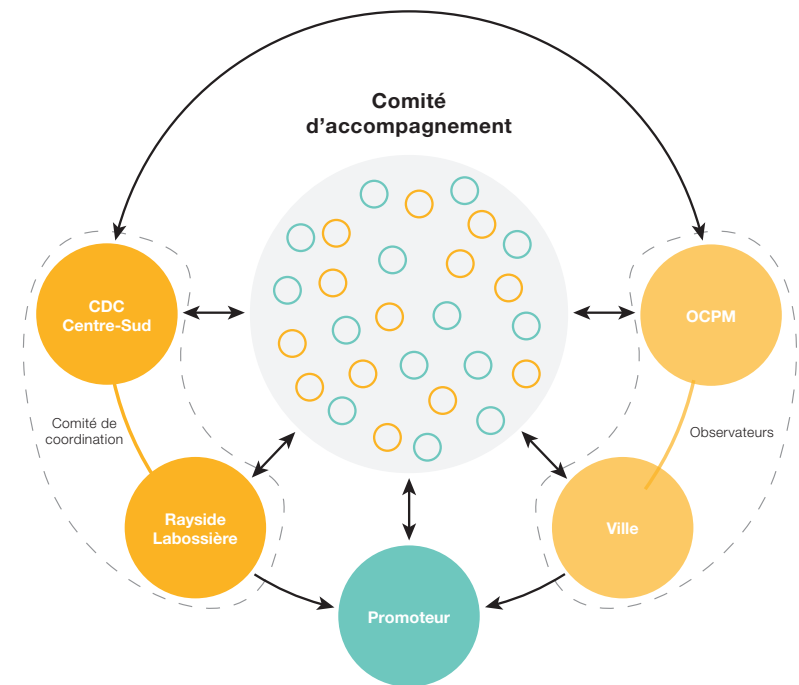 Comité
d'accompagnement
CDC
Centre-Sud
OCPM
Comité de
coordination
Observateurs
Rayside
Labossière
Ville
Promoteur